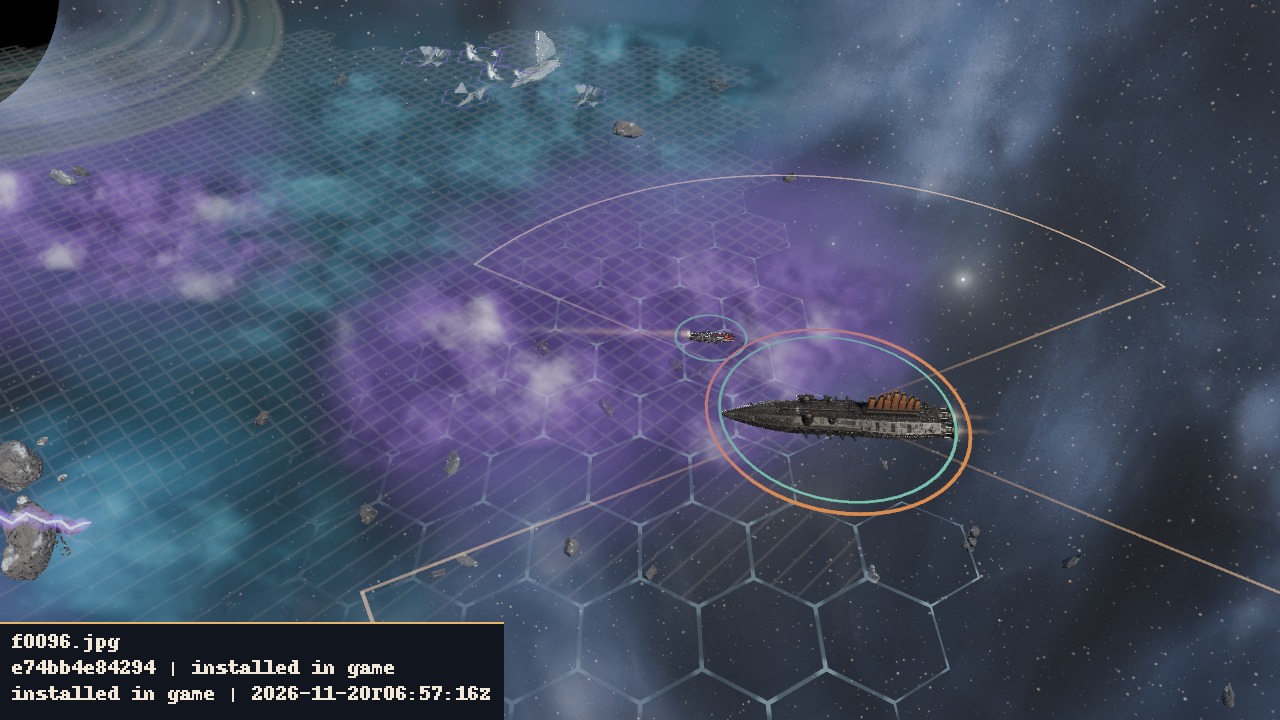 f0096.jpg
e74bb4e84294 | installed in game
installed in game | 2026-11-20T06:57:16Z